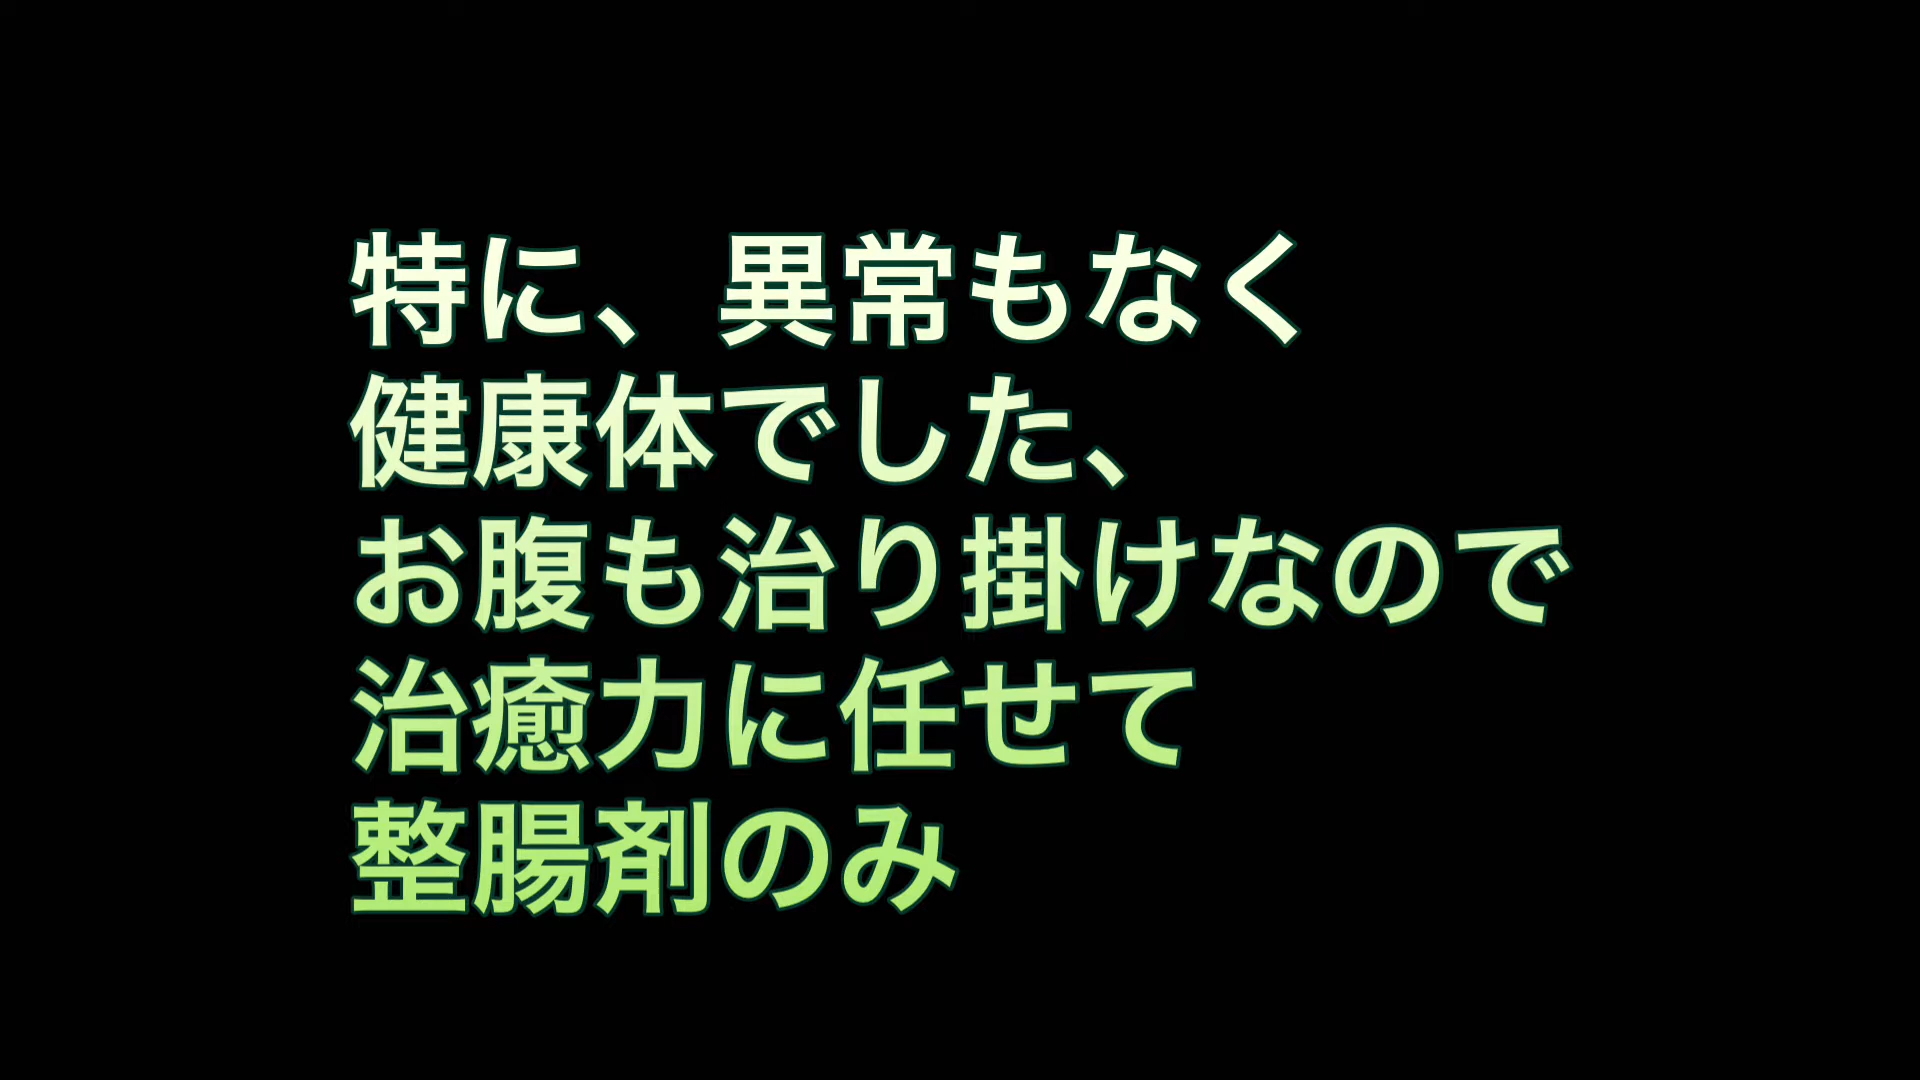 特に、異常もなく
健康体でした、
お腹も治り掛けなので
治癒力に任せて
整腸剤のみ